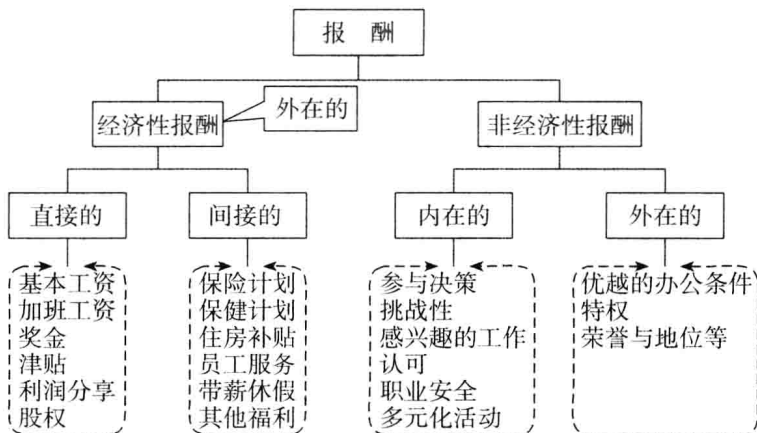 报 酬
经济性报酬
外在的
非经济性报酬
直接的
间接的
内在的
外在的
基本工资
加班工资
奖金
津贴
利润分享
股权
保险计划
保健计划
住房补贴
员工服务
带薪休假
其他福利
参与决策
挑战性
感兴趣的工作
认可
职业安全
多元化活动
优越的办公条件
特权
荣誉与地位等